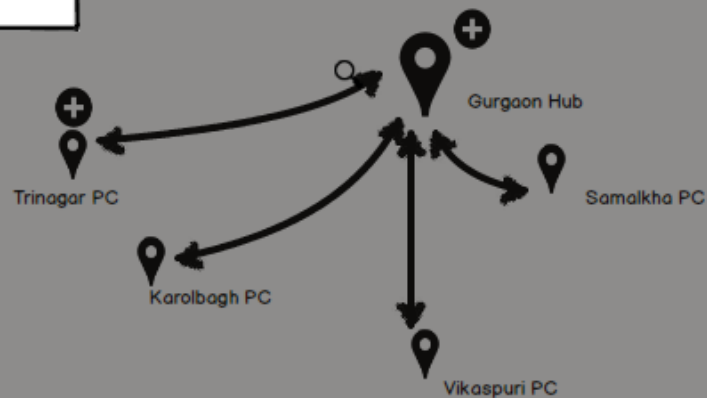 Gurgaon Hub
Trinagar PC
Samalkha PC
Karolbagh PC
Vikaspuri PC